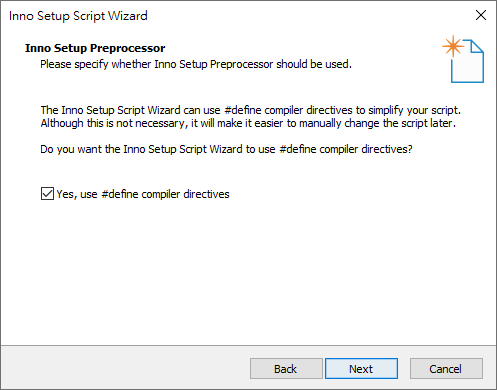 Inno Setup Script Wizard
Inno Setup Preprocessor
Please specify whether Inno Setup Preprocessor should be used.
The Inno Setup Script Wizard can use #define compiler directives to simplify your script.
Although this is not necessary, it will make it easier to manually change the script later.
Do you want the Inno Setup Script Wizard to use #define compiler directives?
Yes, use #define compiler directives
Back
Next
Cancel